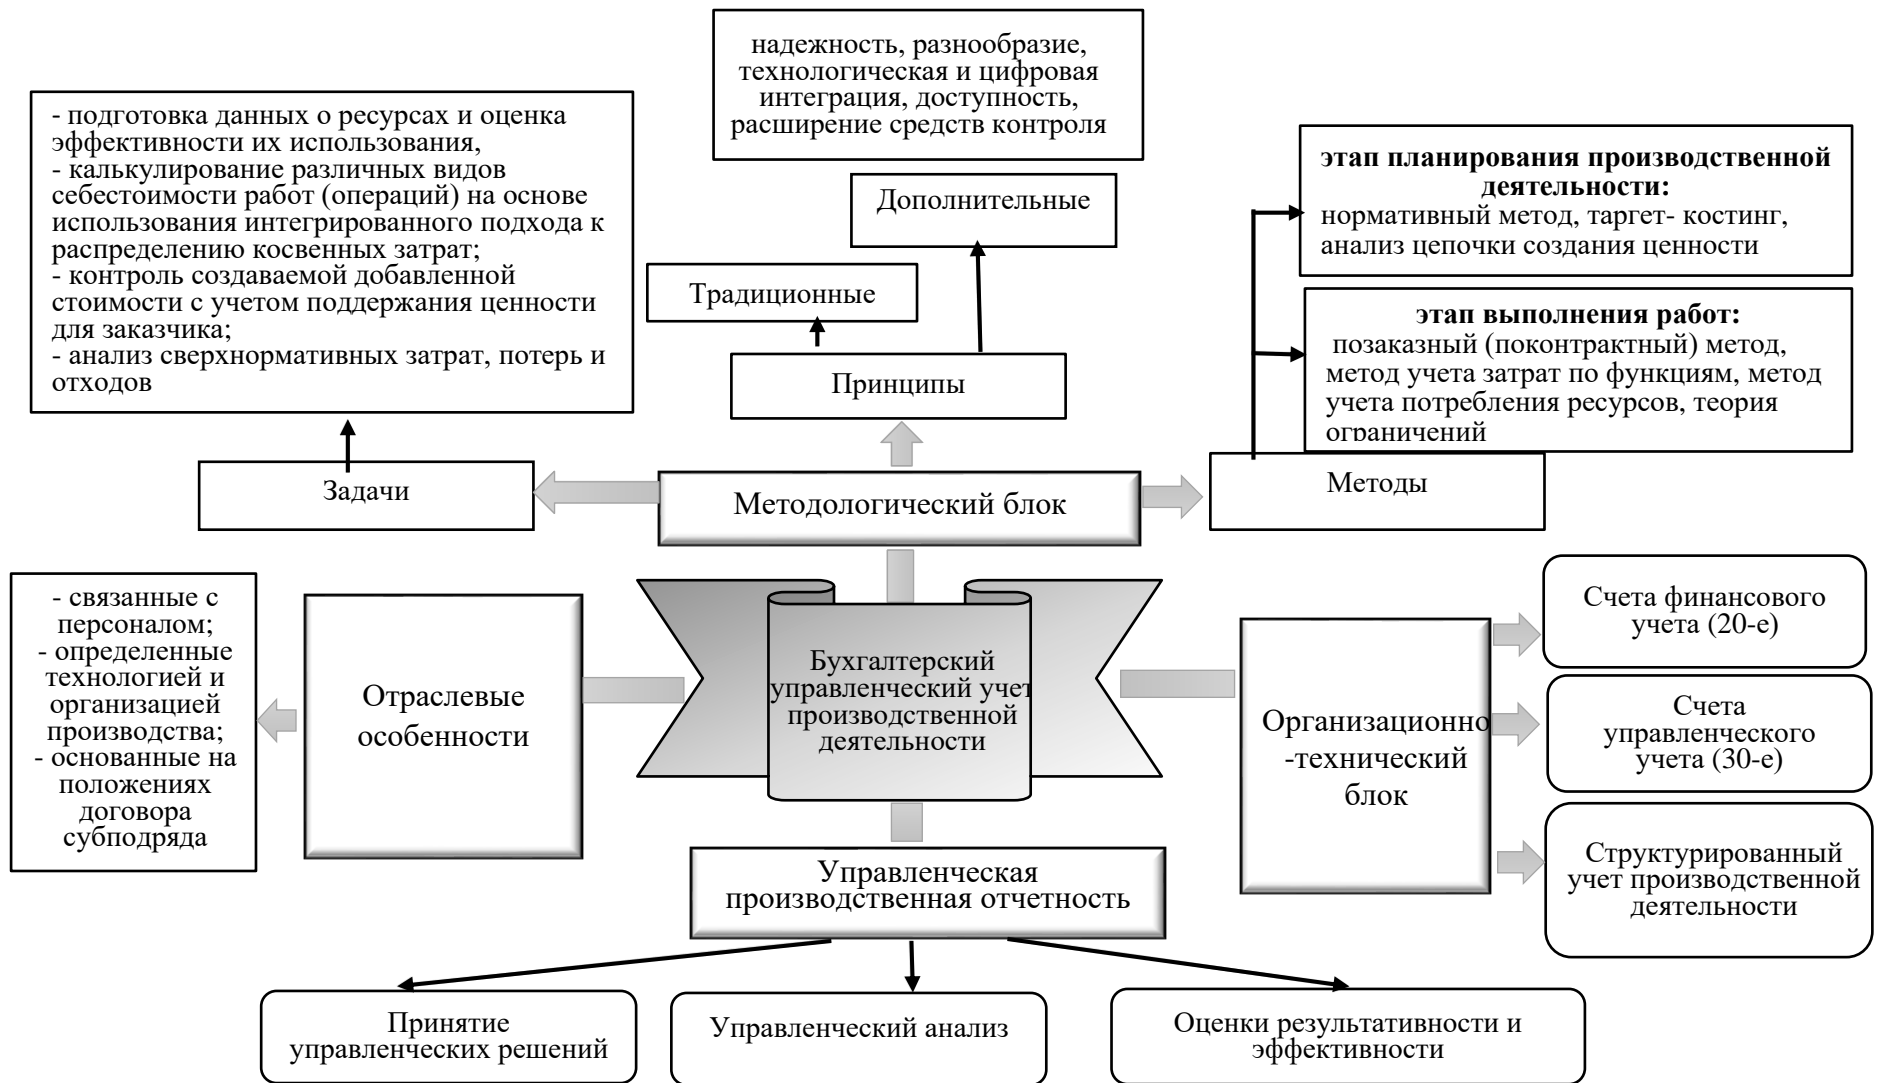 надежность, разнообразие,
технологическая и цифровая
интеграция, доступность,
расширение средств контроля
- подготовка данных о ресурсах и оценка
эффективности их использования,
- калькулирование различных видов
себестоимости работ (операций) на основе
использования интегрированного подхода к
распределению косвенных затрат;
- контроль создаваемой добавленной
стоимости с учетом поддержания ценности
для заказчика;
- анализ сверхнормативных затрат, потерь и
отходов
Дополнительные
Традиционные
Принципы
этап планирования производственной
деятельности:
нормативный метод, таргет- костинг,
анализ цепочки создания ценности
этап выполнения работ:
позаказный (поконтрактный) метод,
метод учета затрат по функциям, метод
учета потребления ресурсов, теория
ограничений
Задачи
Методологический блок
Методы
- связанные с
персоналом;
- определенные
технологией и
организацией
производства;
- основанные на
положениях
договора
субподряда
Отраслевые
особенности
Бухгалтерский
управленческий учет
производственной
деятельности
Организационно
-технический
блок
Счета финансового
учета (20-е)
Счета
управленческого
учета (30-е)
Структурированный
учет производственной
деятельности
Управленческая
производственная отчетность
Принятие
управленческих решений
Управленческий анализ
Оценки результативности и
эффективности